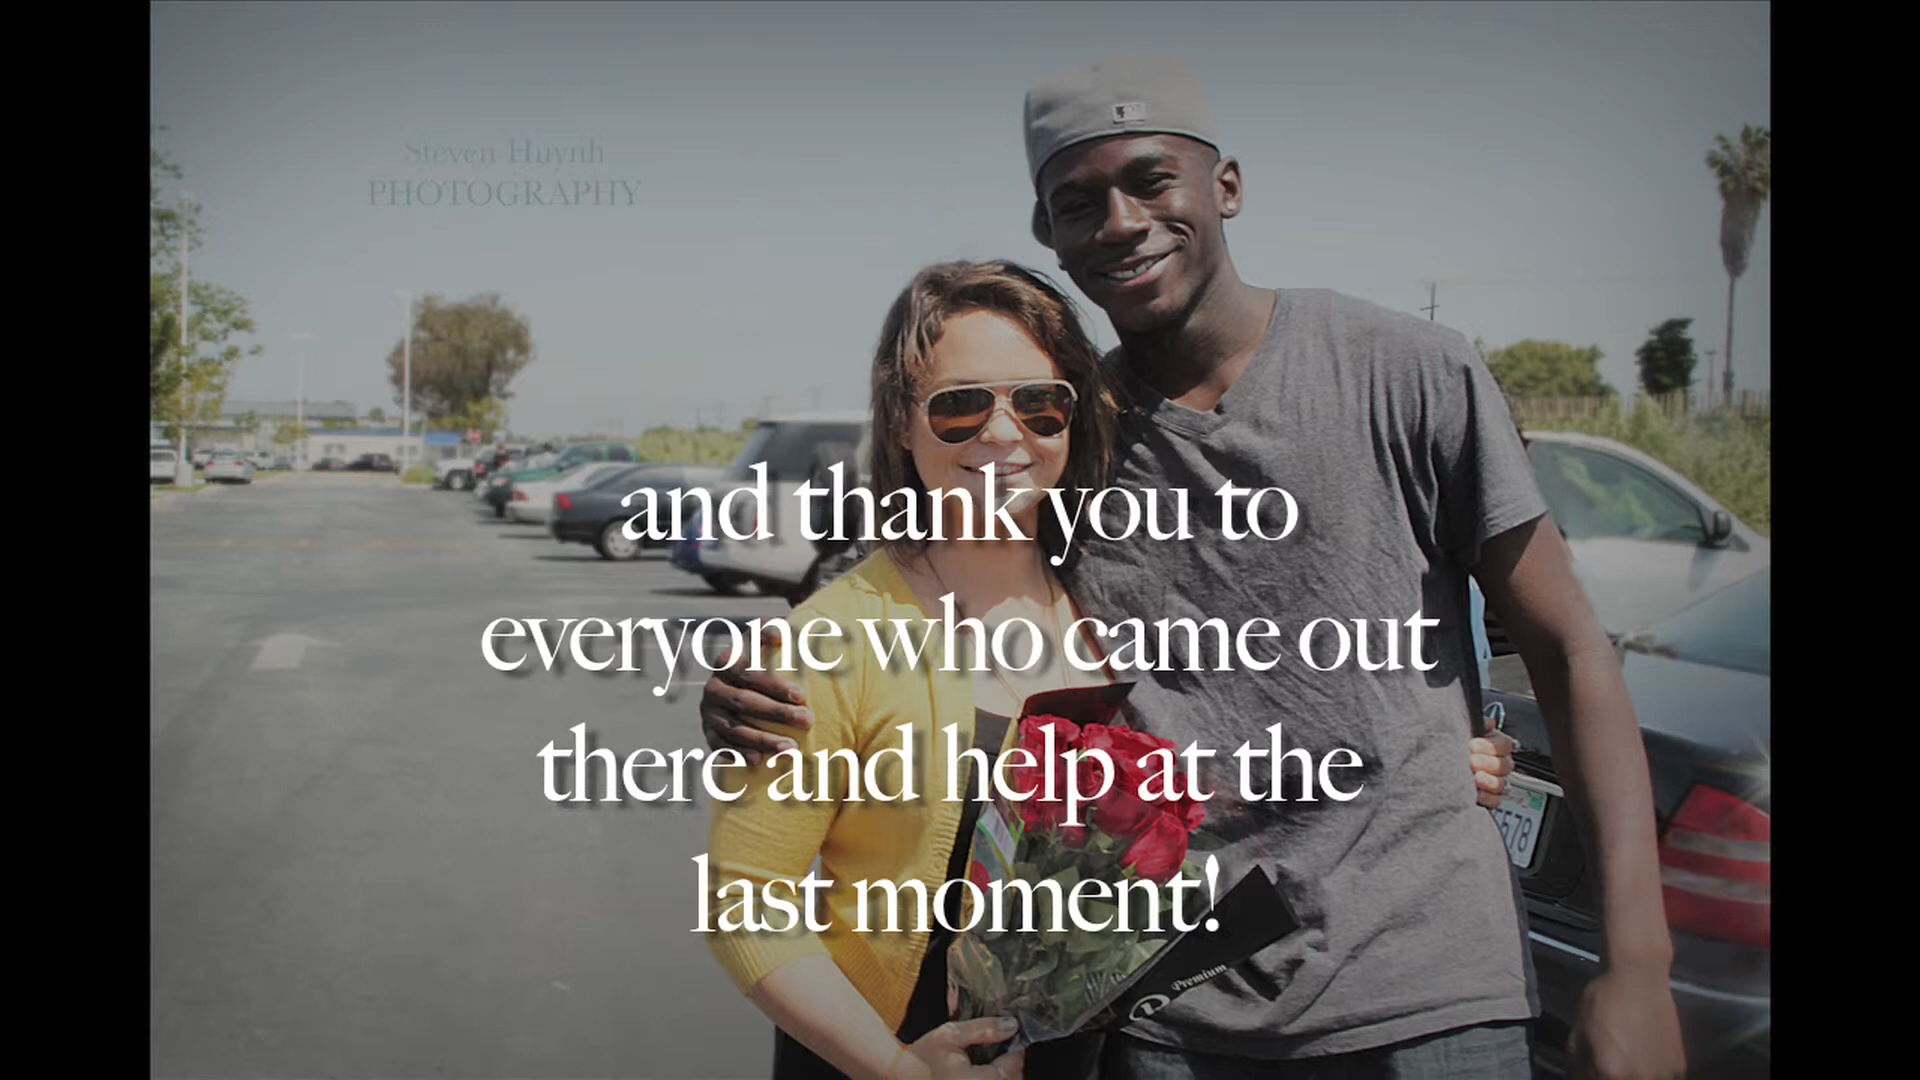 Steven Huynh
PHOTOGRAPHY
and thank you to
everyone who came out
there and help at the
last moment!
578
Premium